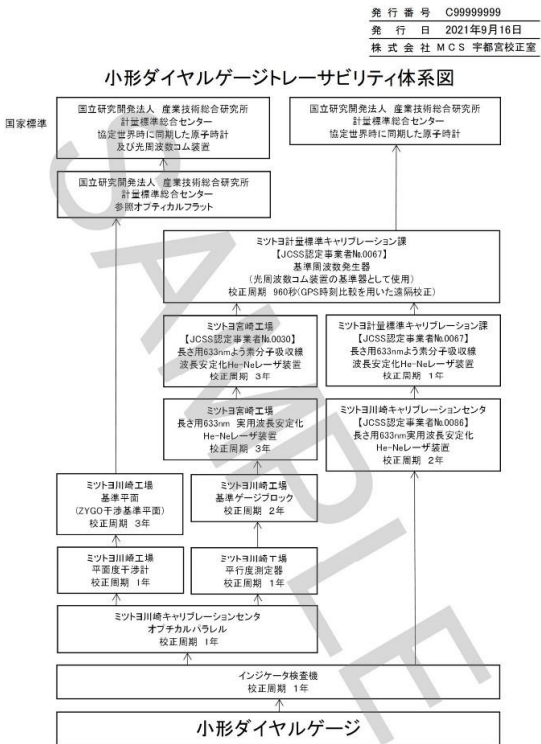 発行番号 C99999999
発行日 2021年9月16日
株式会社MCS 宇都宮校正室
小形ダイヤルゲージトレーサビリティ体系図
国家標準
国立研究開発法人 産業技術総合研究所
計量標準総合センター
協定世界時に同期した原子時計
及び光周波数コム装置
国立研究開発法人 産業技術総合研究所
計量標準総合センター
協定世界時に同期した原子時計
国立研究開発法人 産業技術総合研究所
計量標準総合センター
参照オプティカルフラット
ミツトヨ計量標準キャリブレーション課
【JCSS認定事業者№0067】
基準周波数発生器
(光周波数コム装置の基準器として使用)
校正周期 960秒(GPS時刻比較を用いた遠隔校正)
ミツトヨ宮崎工場
【JCSS認定事業者№0030】
長さ用633nmよう素分子吸収線
波長安定化He-Neレーザ装置
校正周期 3年
ミツトヨ計量標準キャリブレーション課
【JCSS認定事業者№0067】
長さ用633nmよう素分子吸収線
波長安定化He-Neレーザ装置
校正周期 1年
ミツトヨ宮崎工場
長さ用633nm 実用波長安定化
He-Neレーザ装置
校正周期 3年
ミツトヨ川崎キャリブレーションセンタ
【JCSS認定事業者№0086】
長さ用633nm実用波長安定化
He-Neレーザ装置
校正周期 2年
ミツトヨ川崎工場
基準平面
(ZYGO干渉基準平面)
校正周期 3年
ミツトヨ川崎工場
基準ゲージブロック
校正周期 2年
ミツトヨ川崎工場
平面度干渉計
校正周期 1年
ミツトヨ川崎工場
平行度測定器
校正周期 1年
ミツトヨ川崎キャリブレーションセンタ
オプチカルパラレル
校正周期 1年
インジケータ検査機
校正周期 1年
小形ダイヤルゲージ
SAMPLE